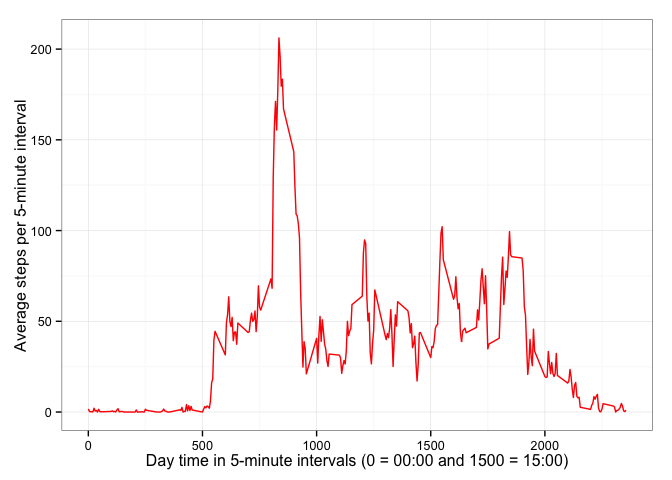 200
150
100
50
0
Average steps per 5-minute interval
0 500 1000 1500 2000
Day time in 5-minute intervals (0 = 00:00 and 1500 = 15:00)